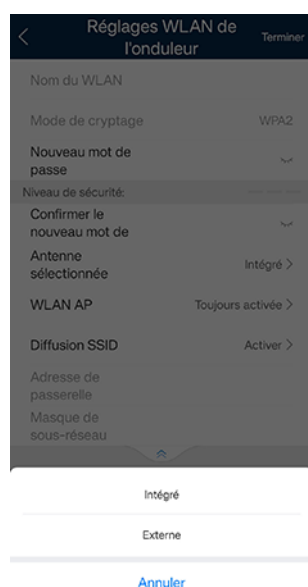 Réglages WLAN de
l'onduleur
Terminer
Nom du WLAN
Mode de cryptage WPA2
Nouveau mot de
passe
Niveau de sécurité:
Confirmer le
nouveau mot de
Antenne
sélectionnée
Intégré >
WLAN AP Toujours activée >
Diffusion SSID Activer >
Adresse de
passerelle
Masque de
sous-réseau
Intégré
Externe
Annuler